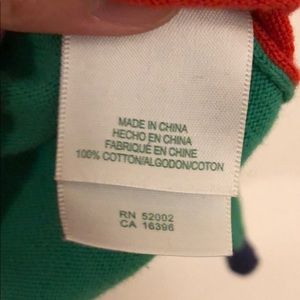 MADE IN CHINA
HECHO EN CHINA
FABRIQUÉ EN CHINE
100% COTTON/ALGODON/COTON
RN 52002
CA 16396